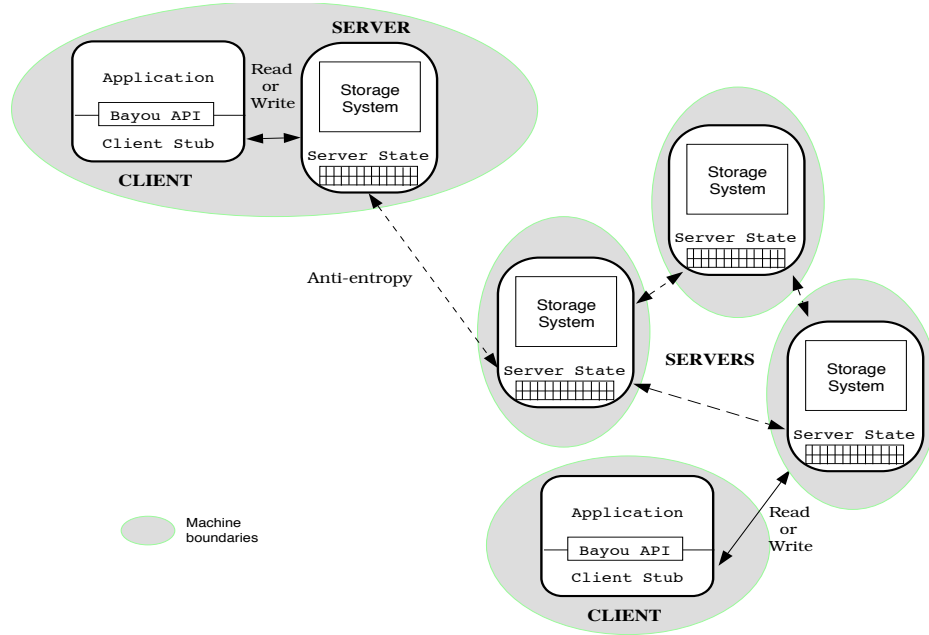 SERVER
Application
Bayou API
Client Stub
CLIENT
Read
or
Write
Storage
System
Server State
Anti-entropy
Storage
System
Server State
Storage
System
Server State
SERVERS
Storage
System
Server State
Application
Bayou API
Client Stub
CLIENT
Read
or
Write
Machine
boundaries